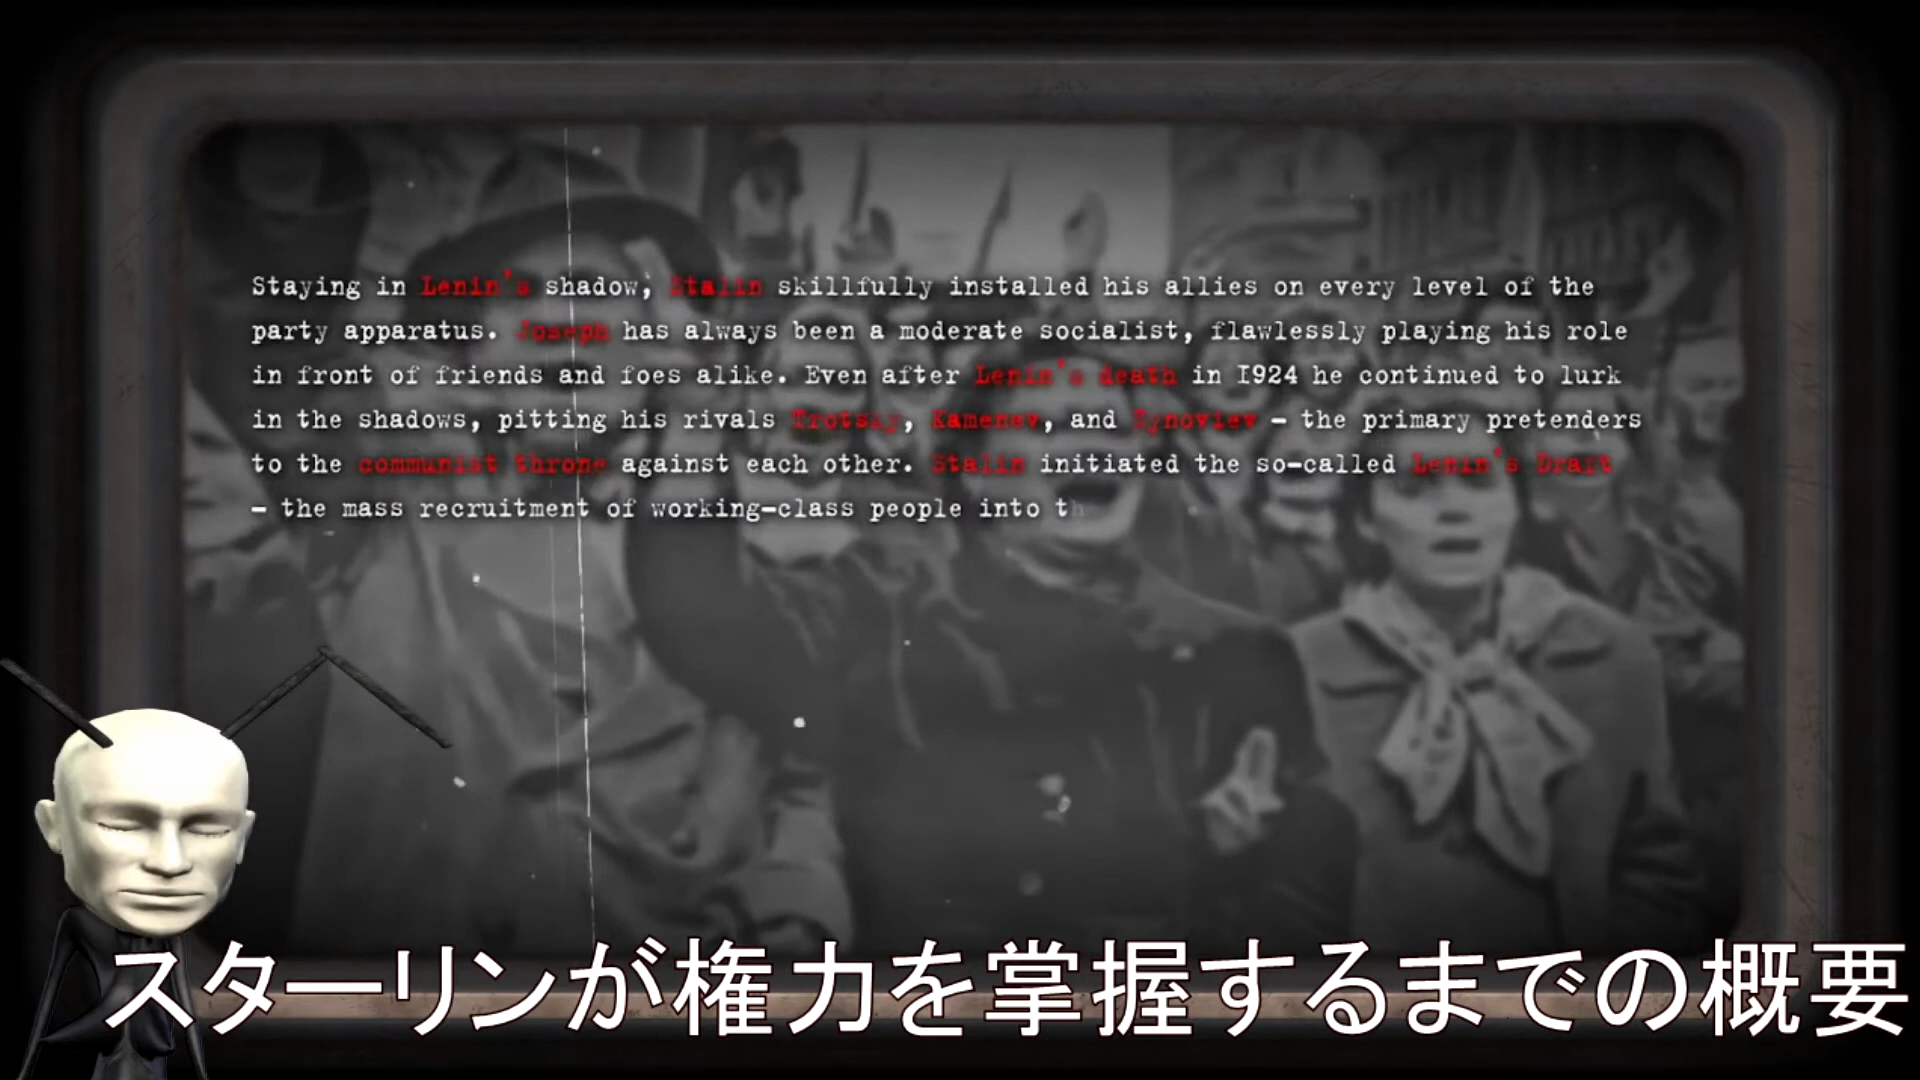 Staying in Lenin's shadow, Stalin skillfully installed his allies on every level of the
party apparatus. Joseph has always been a moderate socialist, flawlessly playing his role
in front of friends and foes alike. Even after Lenin's death in 1924 he continued to lurk
in the shadows, pitting his rivals Trotsky, Kamenev, and Zynoviev – the primary pretenders
to the communist throne against each other. Stalin initiated the so-called Lenin's Draft
– the mass recruitment of working-class people into th
スターリンが権力を掌握するまでの概要